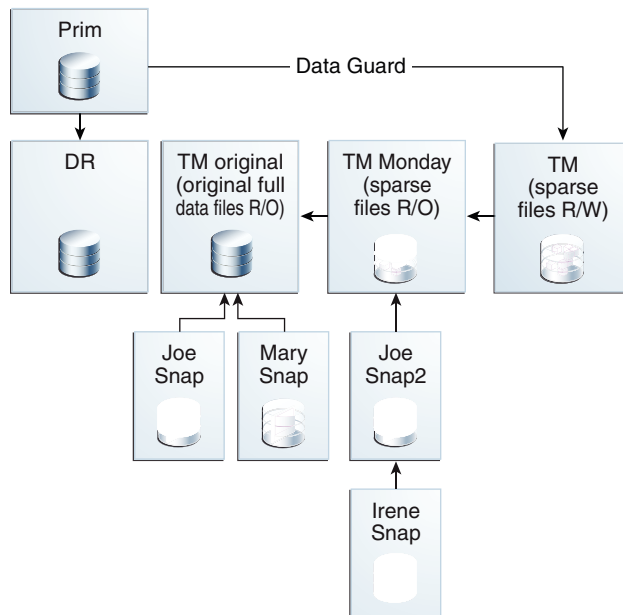 Prim
Data Guard
DR
TM original
(original full
data files R/O)
TM Monday
(sparse
files R/O)
TM
(sparse
files R/W)
Joe
Snap
Mary
Snap
Joe
Snap2
Irene
Snap